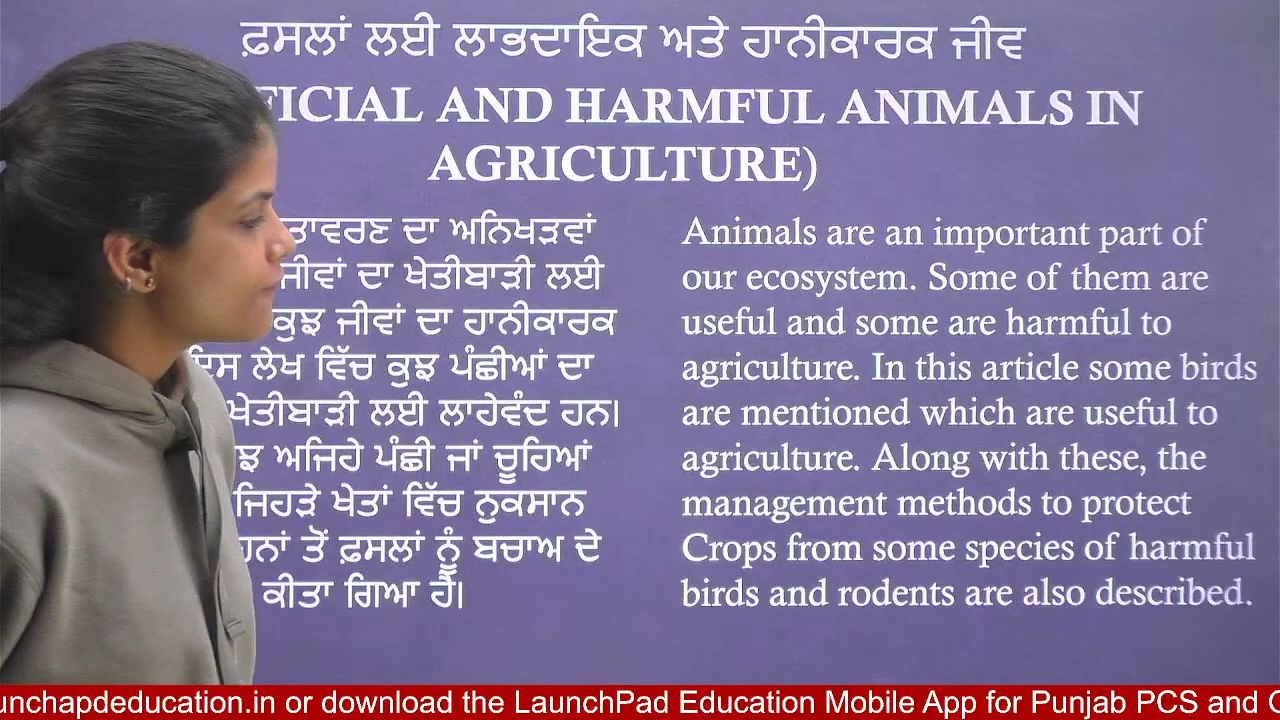 ਫ਼ਸਲਾਂ ਲਈ ਲਾਭਦਾਇਕ ਅਤੇ ਹਾਨੀਕਾਰਕ ਜੀਵ
FICIAL AND HARMFUL ANIMALS IN
AGRICULTURE)
ਤਾਵਰਣ ਦਾ ਅਨਿਖੜਵਾਂ
ਜੀਵਾਂ ਦਾ ਖੇਤੀਬਾੜੀ ਲਈ
ਕੁਝ ਜੀਵਾਂ ਦਾ ਹਾਨੀਕਾਰਕ
ਇਸ ਲੇਖ ਵਿੱਚ ਕੁਝ ਪੰਛੀਆਂ ਦਾ
ਖੇਤੀਬਾੜੀ ਲਈ ਲਾਹੇਵੰਦ ਹਨ।
ਝ ਅਜਿਹੇ ਪੰਛੀ ਜਾਂ ਚੂਹਿਆਂ
ਜਿਹੜੇ ਖੇਤਾਂ ਵਿੱਚ ਨੁਕਸਾਨ
ਹਨਾਂ ਤੋਂ ਫ਼ਸਲਾਂ ਨੂੰ ਬਚਾਅ ਦੇ
ਕੀਤਾ ਗਿਆ ਹੈ।
Animals are an important part of
our ecosystem. Some of them are
useful and some are harmful to
agriculture. In this article some birds
are mentioned which are useful to
agriculture. Along with these, the
management methods to protect
Crops from some species of harmful
birds and rodents are also described.
unchapdeducation.in or download the LaunchPad Education Mobile App for Punjab PCS and